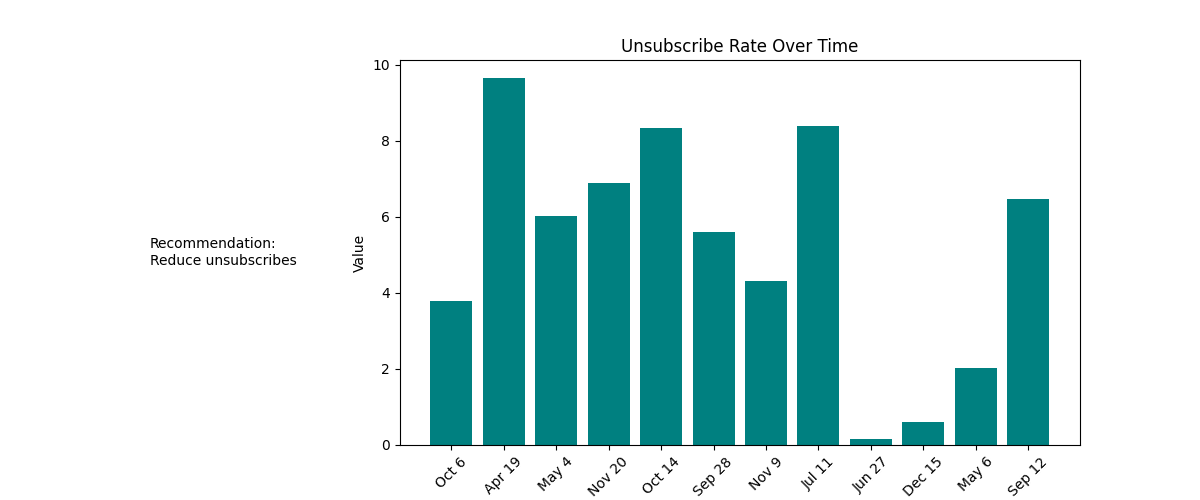 Unsubscribe Rate Over Time
Recommendation:
Reduce unsubscribes
Value
10
8
6
4
2
0
Oct 6
Apr 19
May 4
Nov 20
Oct 14
Sep 28
Nov 9
Jul 11
Jun 27
Dec 15
May 6
Sep 12